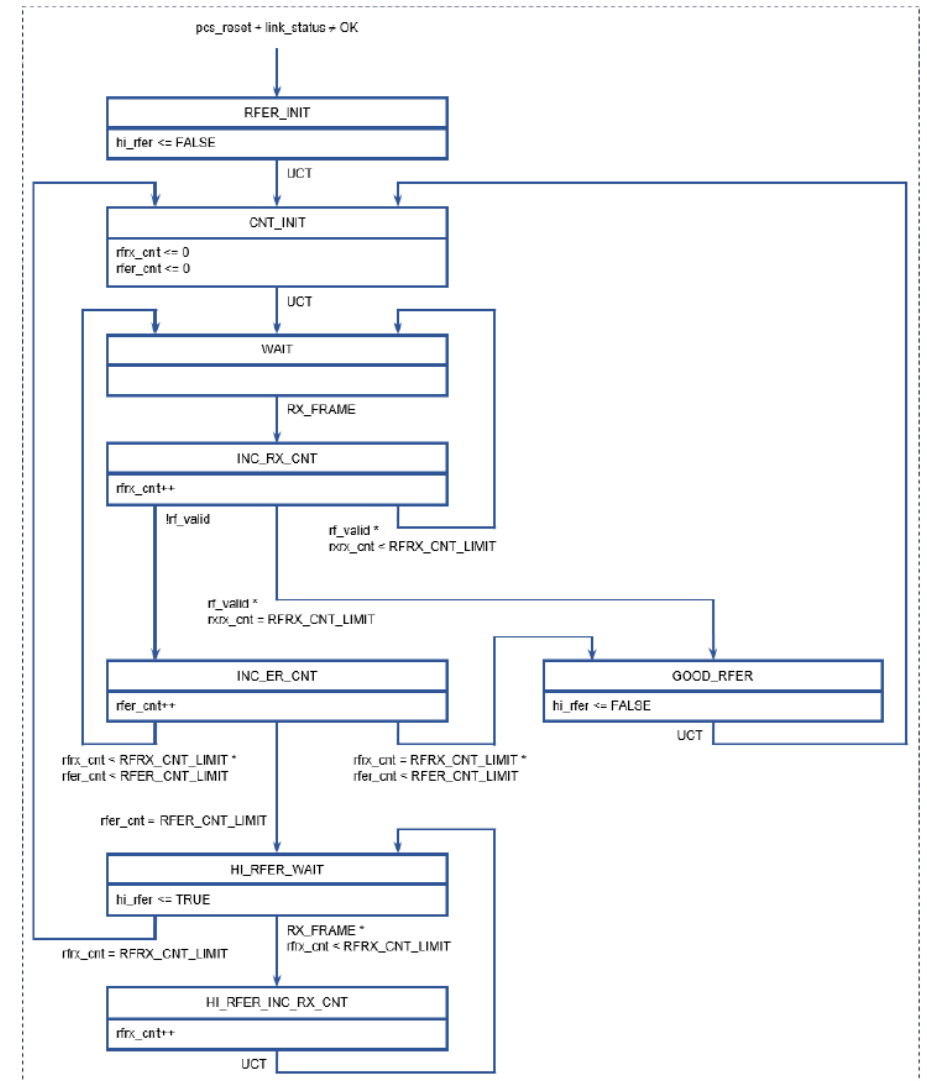 pcs_reset + link_status ≠ OK
RFER_INIT
hi_rfer <= FALSE
UCT
CNT_INIT
rfrx_cnt <= 0
rfer_cnt <= 0
UCT
WAIT
RX_FRAME
INC_RX_CNT
rfrx_cnt++
!rf_valid
rf_valid *
rxrx_cnt < RFRX_CNT_LIMIT
rf_valid *
rxrx_cnt = RFRX_CNT_LIMIT
INC_ER_CNT
rfer_cnt++
GOOD_RFER
hi_rfer <= FALSE
UCT
rfrx_cnt < RFRX_CNT_LIMIT *
rfer_cnt < RFER_CNT_LIMIT
rfrx_cnt = RFRX_CNT_LIMIT *
rfer_cnt < RFER_CNT_LIMIT
rfer_cnt = RFER_CNT_LIMIT
HI_RFER_WAIT
hi_rfer <= TRUE
rfrx_cnt = RFRX_CNT_LIMIT
RX_FRAME *
rfrx_cnt < RFRX_CNT_LIMIT
HI_RFER_INC_RX_CNT
rfrx_cnt++
UCT